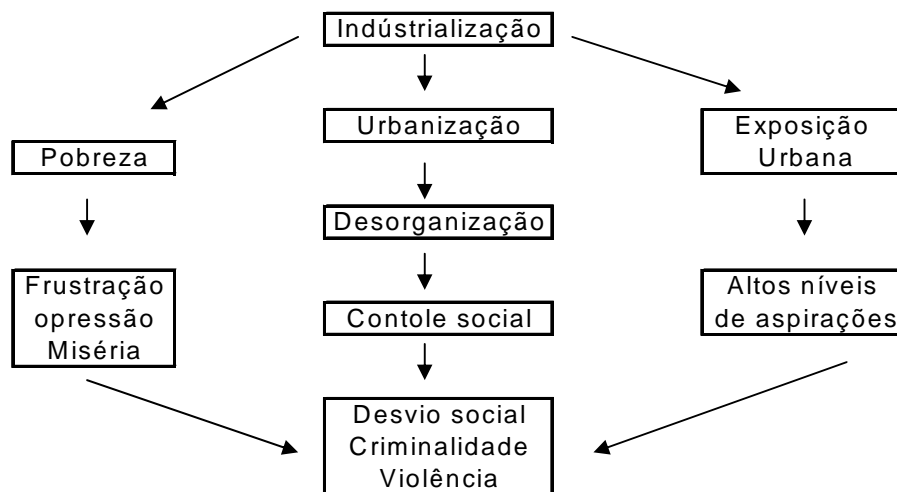 Indústrialização
Urbanização
Exposição
Urbana
Pobreza
Desorganização
Frustração
opressão
Miséria
Contole social
Altos níveis
de aspirações
Desvio social
Criminalidade
Violência